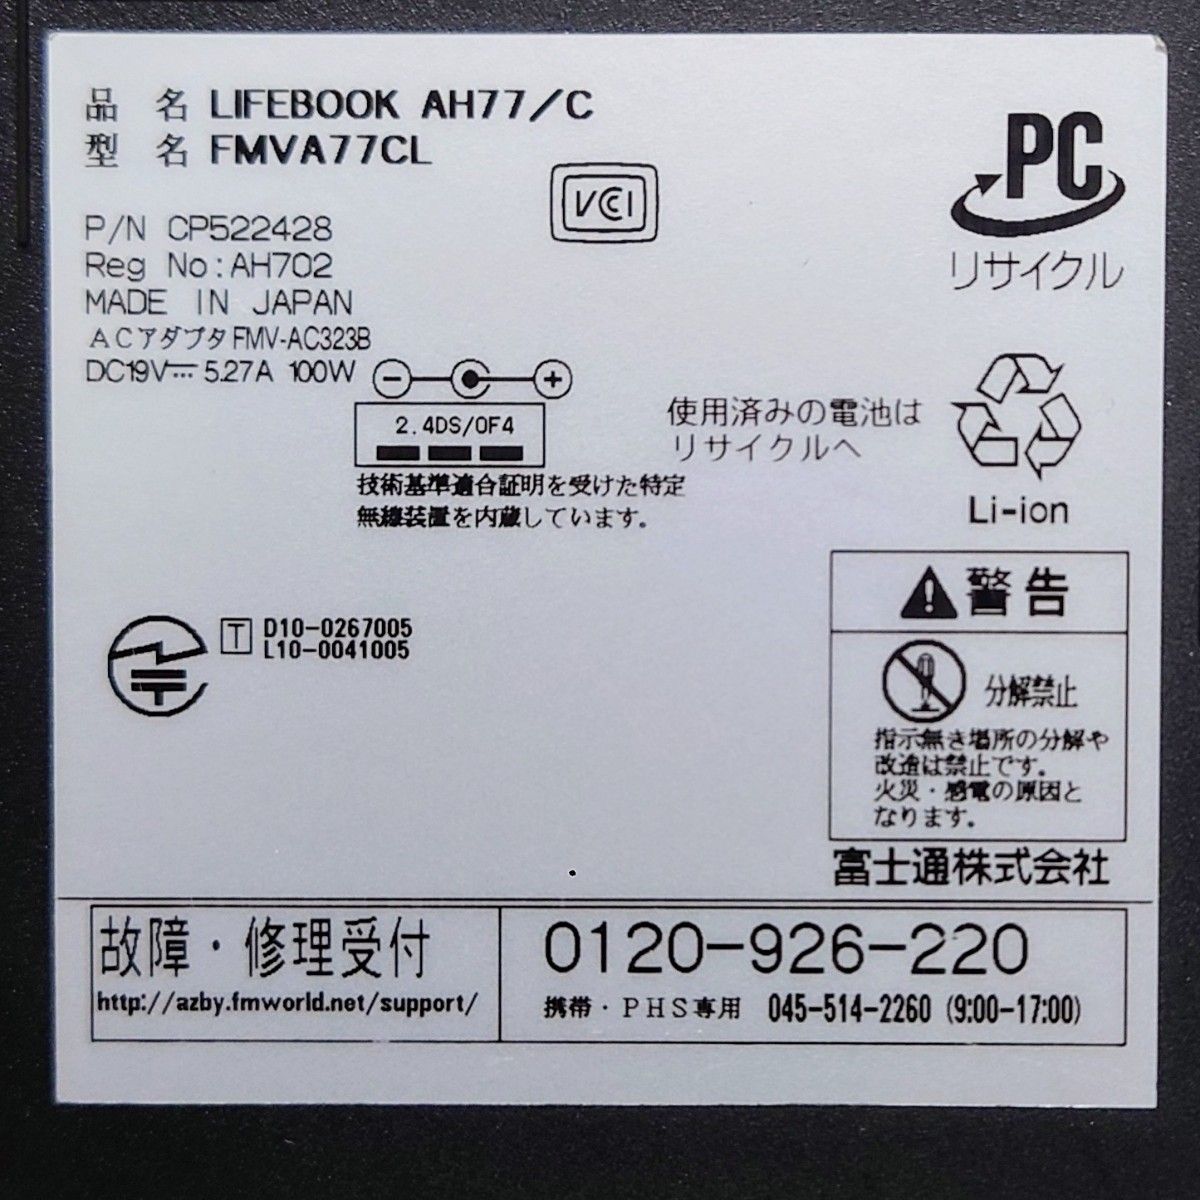 品 名 LIFEBOOK AH77/C
型 名 FMVA77CL
VCCI
PC
リサイクル
P/N CP522428
Reg No:AH702
MADE IN JAPAN
ACアダプタ FMV-AC323B
DC19V⎓ 5.27A 100W
2.4DS/OF4
技術基準適合証明を受けた特定
無線装置を内蔵しています。
使用済みの電池は
リサイクルへ
Li-ion
T D10-0267005
L10-0041005
警告
分解禁止
指示無き場所の分解や
改造は禁止です。
火災・感電の原因と
なります。
富士通株式会社
故障・修理受付
http://azby.fmworld.net/support/
0120-926-220
携帯・PHS専用 045-514-2260 (9:00-17:00)